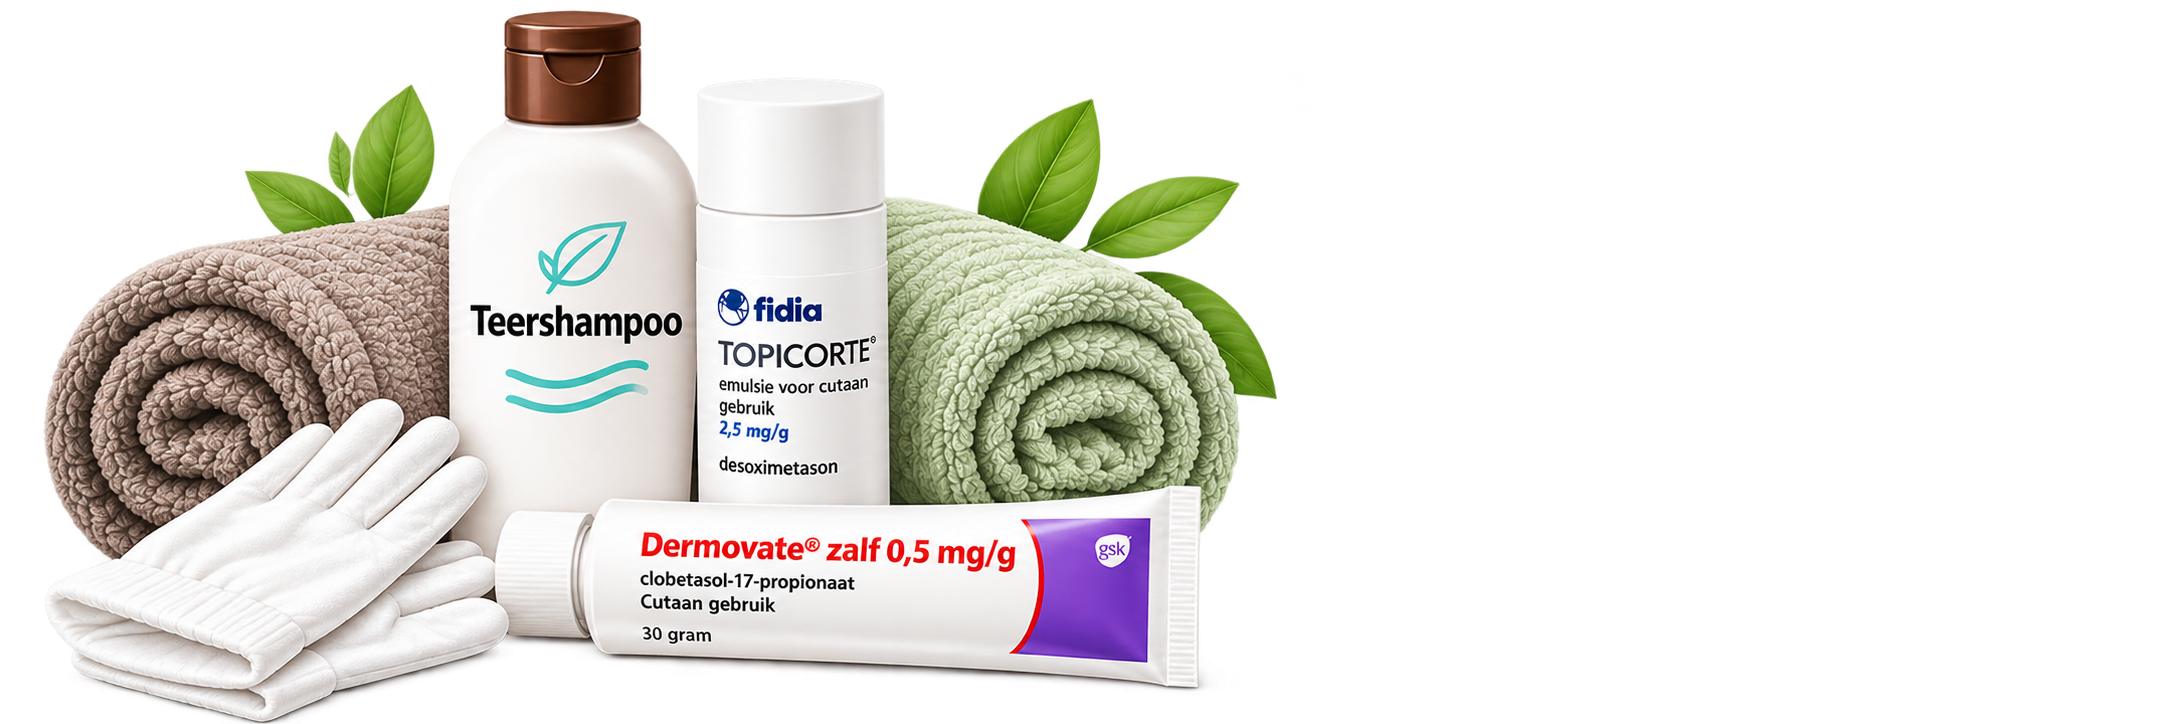 Teershampoo
fidia
TOPICORTE®
emulsie voor cutaan
gebruik
2,5 mg/g
desoximetason
Dermovate® zalf 0,5 mg/g
clobetasol-17-propionaat
Cutaan gebruik
30 gram
gsk